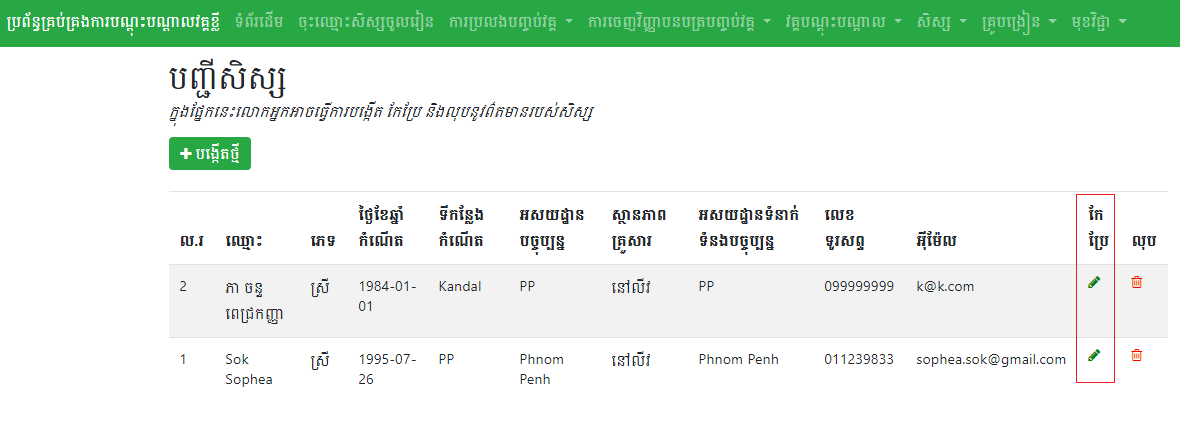 ប្រព័ន្ធគ្រប់គ្រងការបណ្តុះបណ្តាលវគ្គខ្លី ទំព័រដើម ចុះឈ្មោះសិស្សចូលរៀន ការប្រលងបញ្ចប់វគ្គ ការចេញវិញ្ញាបនបត្របញ្ចប់វគ្គ វគ្គបណ្តុះបណ្តាល សិស្ស គ្រូបង្រៀន មុខវិជ្ជា
បញ្ជីសិស្ស
ក្នុងផ្នែកនេះលោកអ្នកអាចធ្វើការបង្កើត កែប្រែ និងលុបនូវព៌តមានរបស់សិស្ស
បង្កើតថ្មី
ថ្ងៃខែឆ្នាំ ទីកន្លែង អសយដ្ឋាន ស្ថានភាព អសយដ្ឋានទំនាក់ លេខ កែ
ល.រ ឈ្មោះ ភេទ កំណើត កំណើត បច្ចុប្បន្ន គ្រួសារ ទំនងបច្ចុប្បន្ន ទូរសព្ទ អ៊ីម៉ែល ប្រែ លុប
2 ភា ចន្ទ ស្រី 1984-01- Kandal PP នៅលីវ PP 099999999 k@k.com
ពេជ្រកញ្ញា 01
1 Sok ស្រី 1995-07- PP Phnom នៅលីវ Phnom Penh 011239833 sophea.sok@gmail.com
Sophea 26 Penh